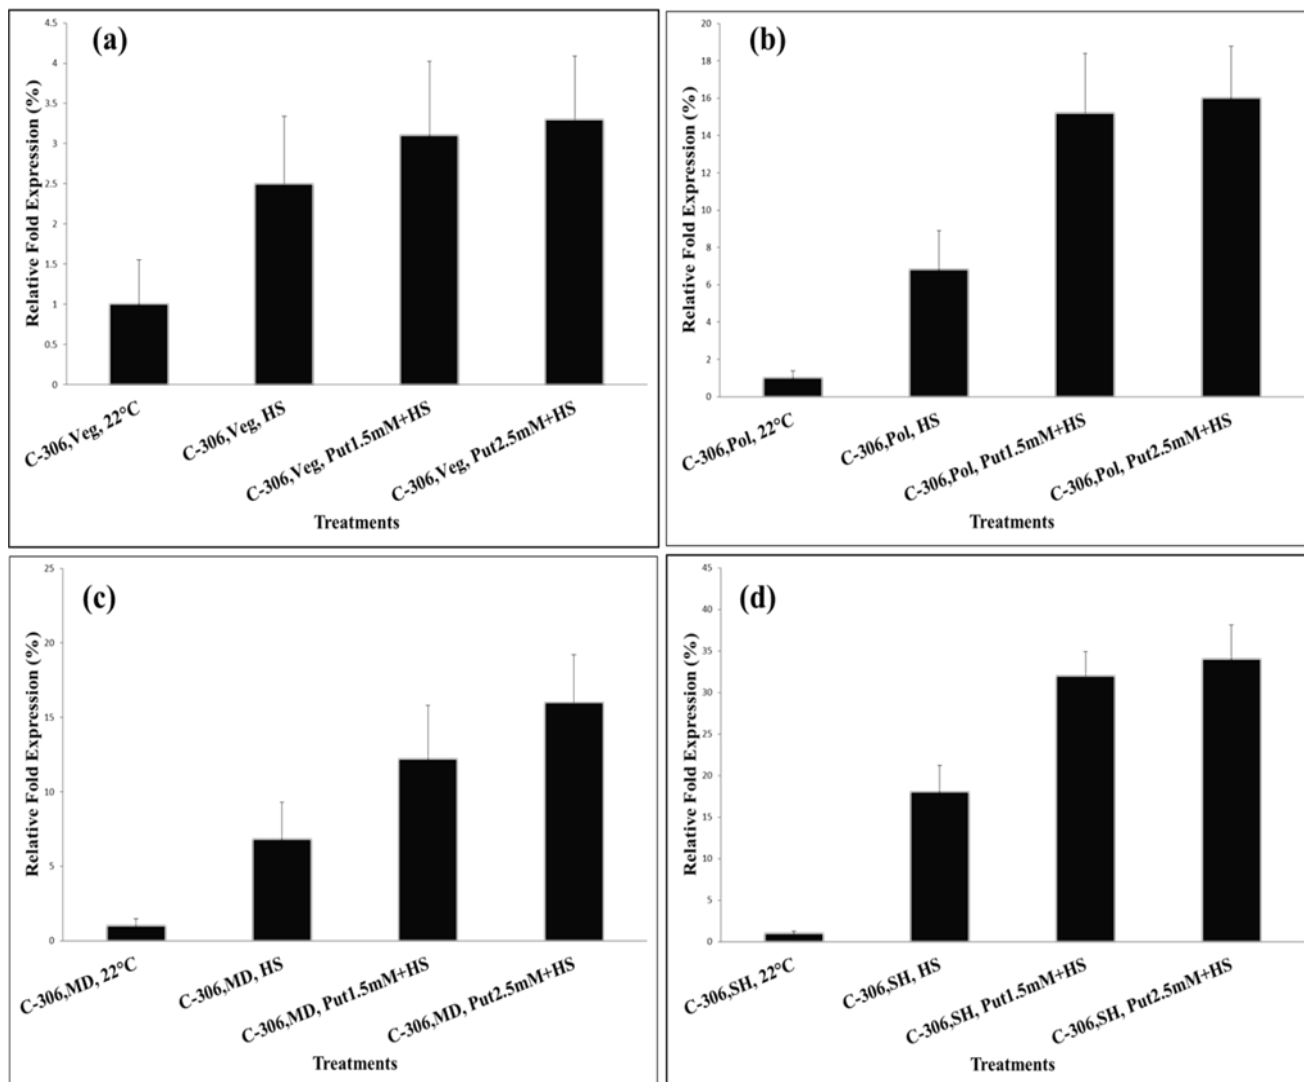 (a)
Relative Fold Expression (%)
4.5
4
3.5
3
2.5
2
1.5
1
0.5
0
C-306,Veg, 22°C
C-306,Veg, HS
C-306,Veg, Put1.5mM+HS
C-306,Veg, Put2.5mM+HS
Treatments
(b)
Relative Fold Expression (%)
20
18
16
14
12
10
8
6
4
2
0
C-306,Pol, 22°C
C-306,Pol, HS
C-306,Pol, Put1.5mM+HS
C-306,Pol, Put2.5mM+HS
Treatments
(c)
Relative Fold Expression (%)
25
20
15
10
5
0
C-306,MD, 22°C
C-306,MD, HS
C-306,MD, Put1.5mM+HS
C-306,MD, Put2.5mM+HS
Treatments
(d)
Relative Fold Expression (%)
45
40
35
30
25
20
15
10
5
0
C-306,SH, 22°C
C-306,SH, HS
C-306,SH, Put1.5mM+HS
C-306,SH, Put2.5mM+HS
Treatments